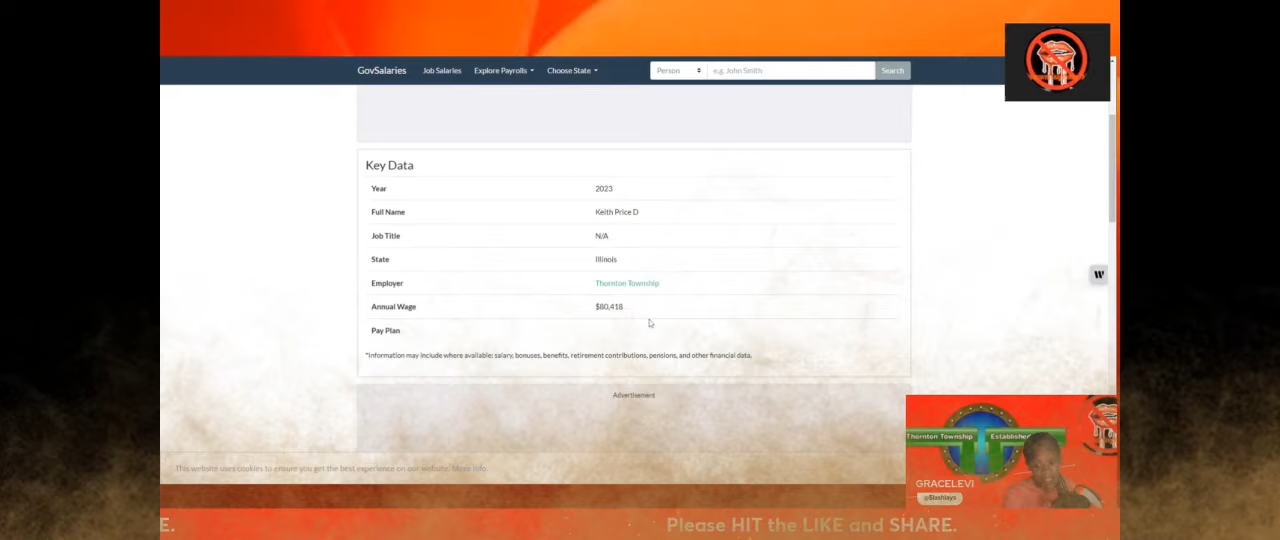 GovSalaries Job Salaries Explore Payrolls Choose State Person e.g. John Smith Search
Key Data
Year 2023
Full Name Keith Price D
Job Title N/A
State Illinois
Employer Thornton Township
Annual Wage $80,418
Pay Plan
*Information may include where available: salary, bonuses, benefits, retirement contributions, pensions, and other financial data.
Advertisement
This website uses cookies to ensure you get the best experience on our website. More info.
W
Thornton Township Established
GRACELEVI
@Slashlays
E. Please HIT the LIKE and SHARE.